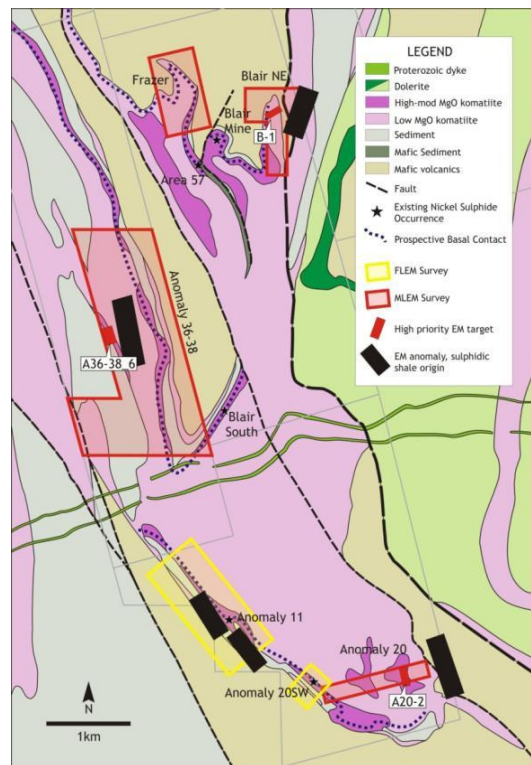 Frazer
Blair NE
Blair
Mine
B-1
Area 57
Anomaly 36-38
A36-38_6
Blair
South
Anomaly 11
Anomaly 20
Anomaly 20SW
A20-2
N
1km
LEGEND
Proterozoic dyke
Dolerite
High-mod MgO komatiite
Low MgO komatiite
Sediment
Mafic Sediment
Mafic volcanics
Fault
Existing Nickel Sulphide
Occurrence
Prospective Basal Contact
FLEM Survey
MLEM Survey
High priority EM target
EM anomaly, sulphidic
shale origin